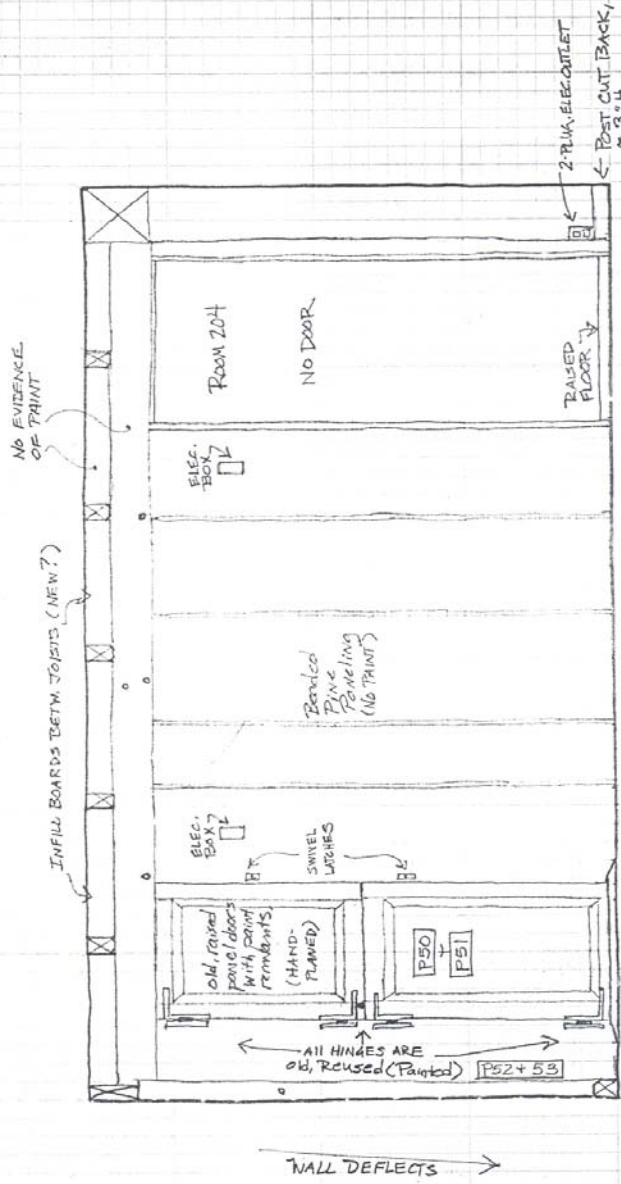 INFILL BOARDS BETW. JOISTS (NEW?)
NO EVIDENCE
OF PAINT
old, raised
panel doors
with paint
remnants,
(HAND-
PLANED)
ELEC.
BOX
SWIVEL
LATCHES
P50
+
P51
Beaded
Pine
Paneling
(NO PAINT)
ELEC.
BOX
ROOM 204
NO DOOR
RAISED
FLOOR
2-PLUG, ELEC. OUTLET
POST CUT BACK,
≈ 3"H
All HINGES ARE
old, Reused (Painted)
P52 + 53
WALL DEFLECTS